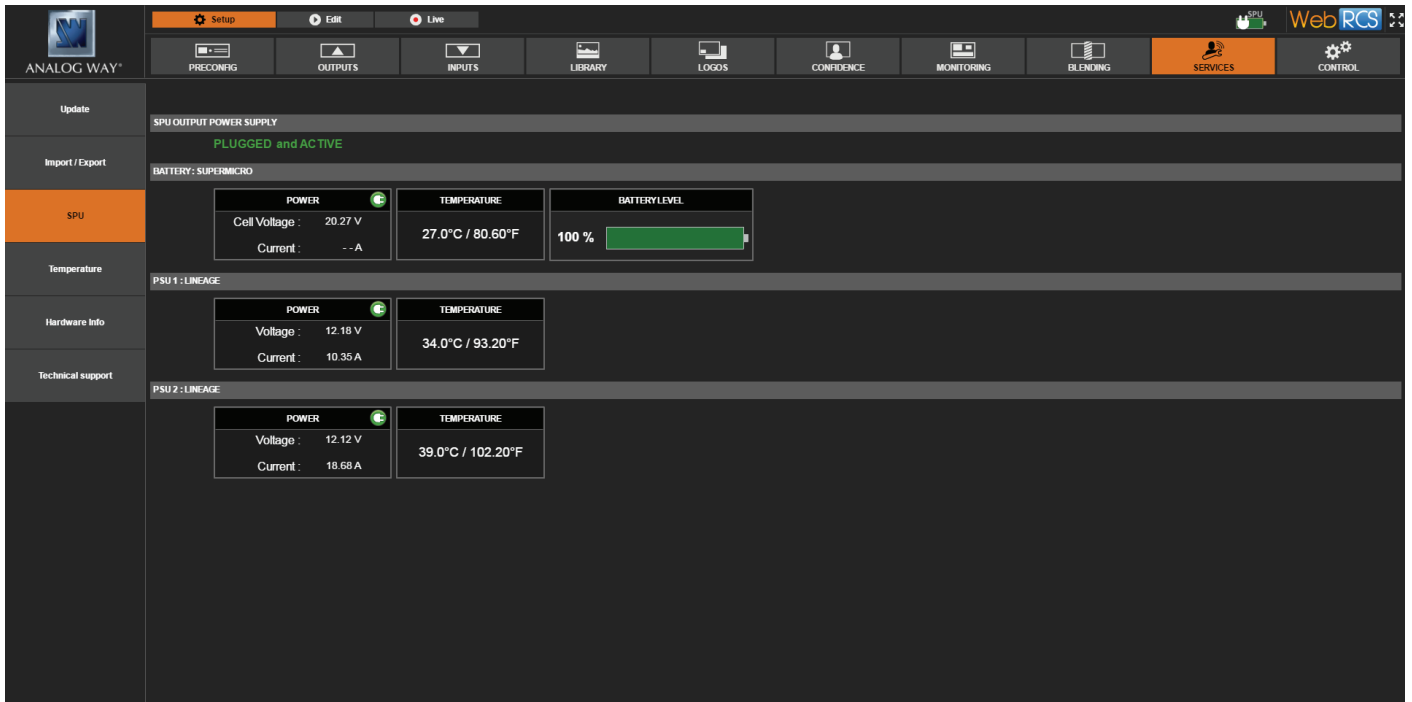 Setup
Edit
Live
SPU
Web RCS
ANALOG WAY®
PRECONFIG
OUTPUTS
INPUTS
LIBRARY
LOGOS
CONFIDENCE
MONITORING
BLENDING
SERVICES
CONTROL
Update
Import / Export
SPU
Temperature
Hardware Info
Technical support
SPU OUTPUT POWER SUPPLY
PLUGGED and ACTIVE
BATTERY : SUPERMICRO
POWER
Cell Voltage : 20.27 V
Current : - - A
TEMPERATURE
27.0°C / 80.60°F
BATTERY LEVEL
100 %
PSU 1 : LINEAGE
POWER
Voltage : 12.18 V
Current : 10.35 A
TEMPERATURE
34.0°C / 93.20°F
PSU 2 : LINEAGE
POWER
Voltage : 12.12 V
Current : 18.68 A
TEMPERATURE
39.0°C / 102.20°F